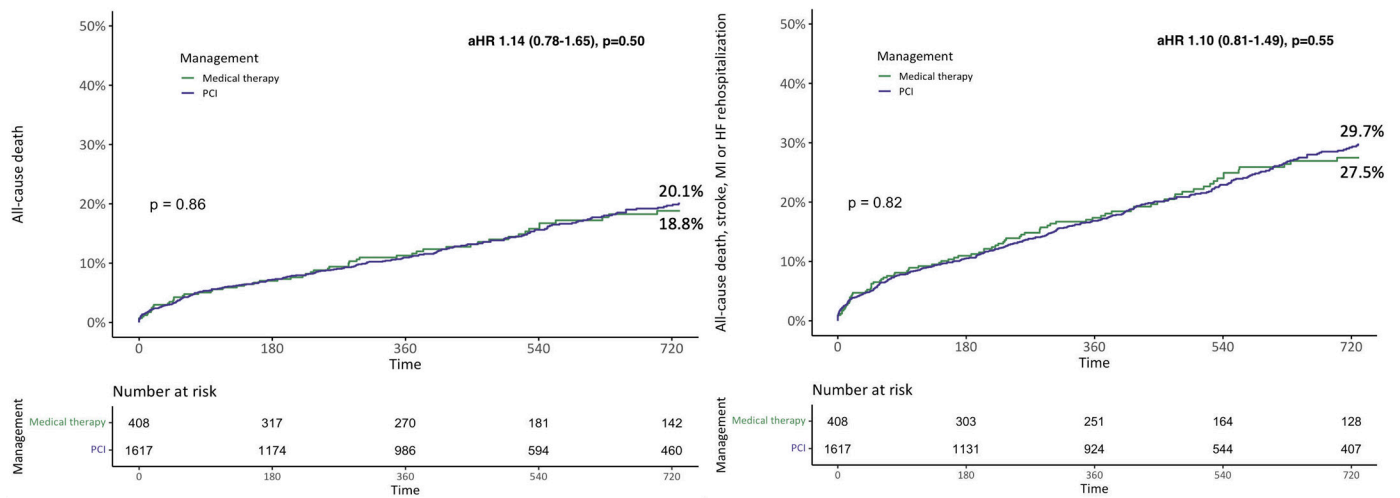 All-cause death
50%
40%
30%
20%
10%
0%
aHR 1.14 (0.78-1.65), p=0.50
Management
Medical therapy
PCI
p = 0.86
20.1%
18.8%
0 180 360 540 720
Time
Number at risk
Management
Medical therapy 408 317 270 181 142
PCI 1617 1174 986 594 460
0 180 360 540 720
Time
All-cause death, stroke, MI or HF rehospitalization
50%
40%
30%
20%
10%
0%
aHR 1.10 (0.81-1.49), p=0.55
Management
Medical therapy
PCI
p = 0.82
29.7%
27.5%
0 180 360 540 720
Time
Number at risk
Management
Medical therapy 408 303 251 164 128
PCI 1617 1131 924 544 407
0 180 360 540 720
Time